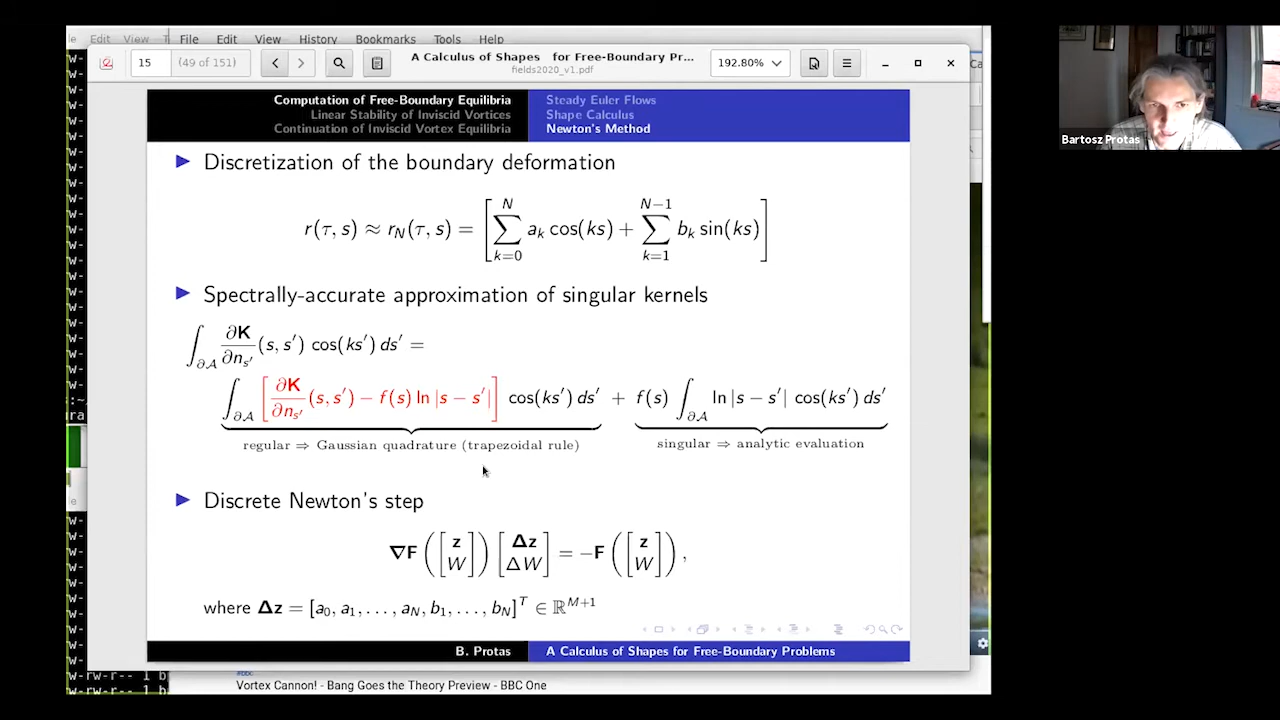 Edit View
File Edit View History Bookmarks Tools Help
15 (49 of 151)
A Calculus of Shapes for Free-Boundary Pr...
fields2020_v1.pdf
192.80%
Bartosz Protas
Computation of Free-Boundary Equilibria
Linear Stability of Inviscid Vortices
Continuation of Inviscid Vortex Equilibria
Steady Euler Flows
Shape Calculus
Newton's Method
Discretization of the boundary deformation
r(τ, s) ≈ r_N(τ, s) = [∑_{k=0}^{N} a_k cos(ks) + ∑_{k=1}^{N−1} b_k sin(ks)]
Spectrally-accurate approximation of singular kernels
∫_{∂𝒜} ∂K/∂n_{s′} (s, s′) cos(ks′) ds′ =
∫_{∂𝒜} [∂K/∂n_{s′} (s, s′) − f(s) ln |s − s′|] cos(ks′) ds′ + f(s) ∫_{∂𝒜} ln |s − s′| cos(ks′) ds′
regular ⇒ Gaussian quadrature (trapezoidal rule) singular ⇒ analytic evaluation
Discrete Newton's step
∇F([z W]) [Δz ΔW] = −F([z W]),
where Δz = [a₀, a₁, . . . , a_N, b₁, . . . , b_N]^T ∈ ℝ^{M+1}
B. Protas A Calculus of Shapes for Free-Boundary Problems
Vortex Cannon! - Bang Goes the Theory Preview - BBC One